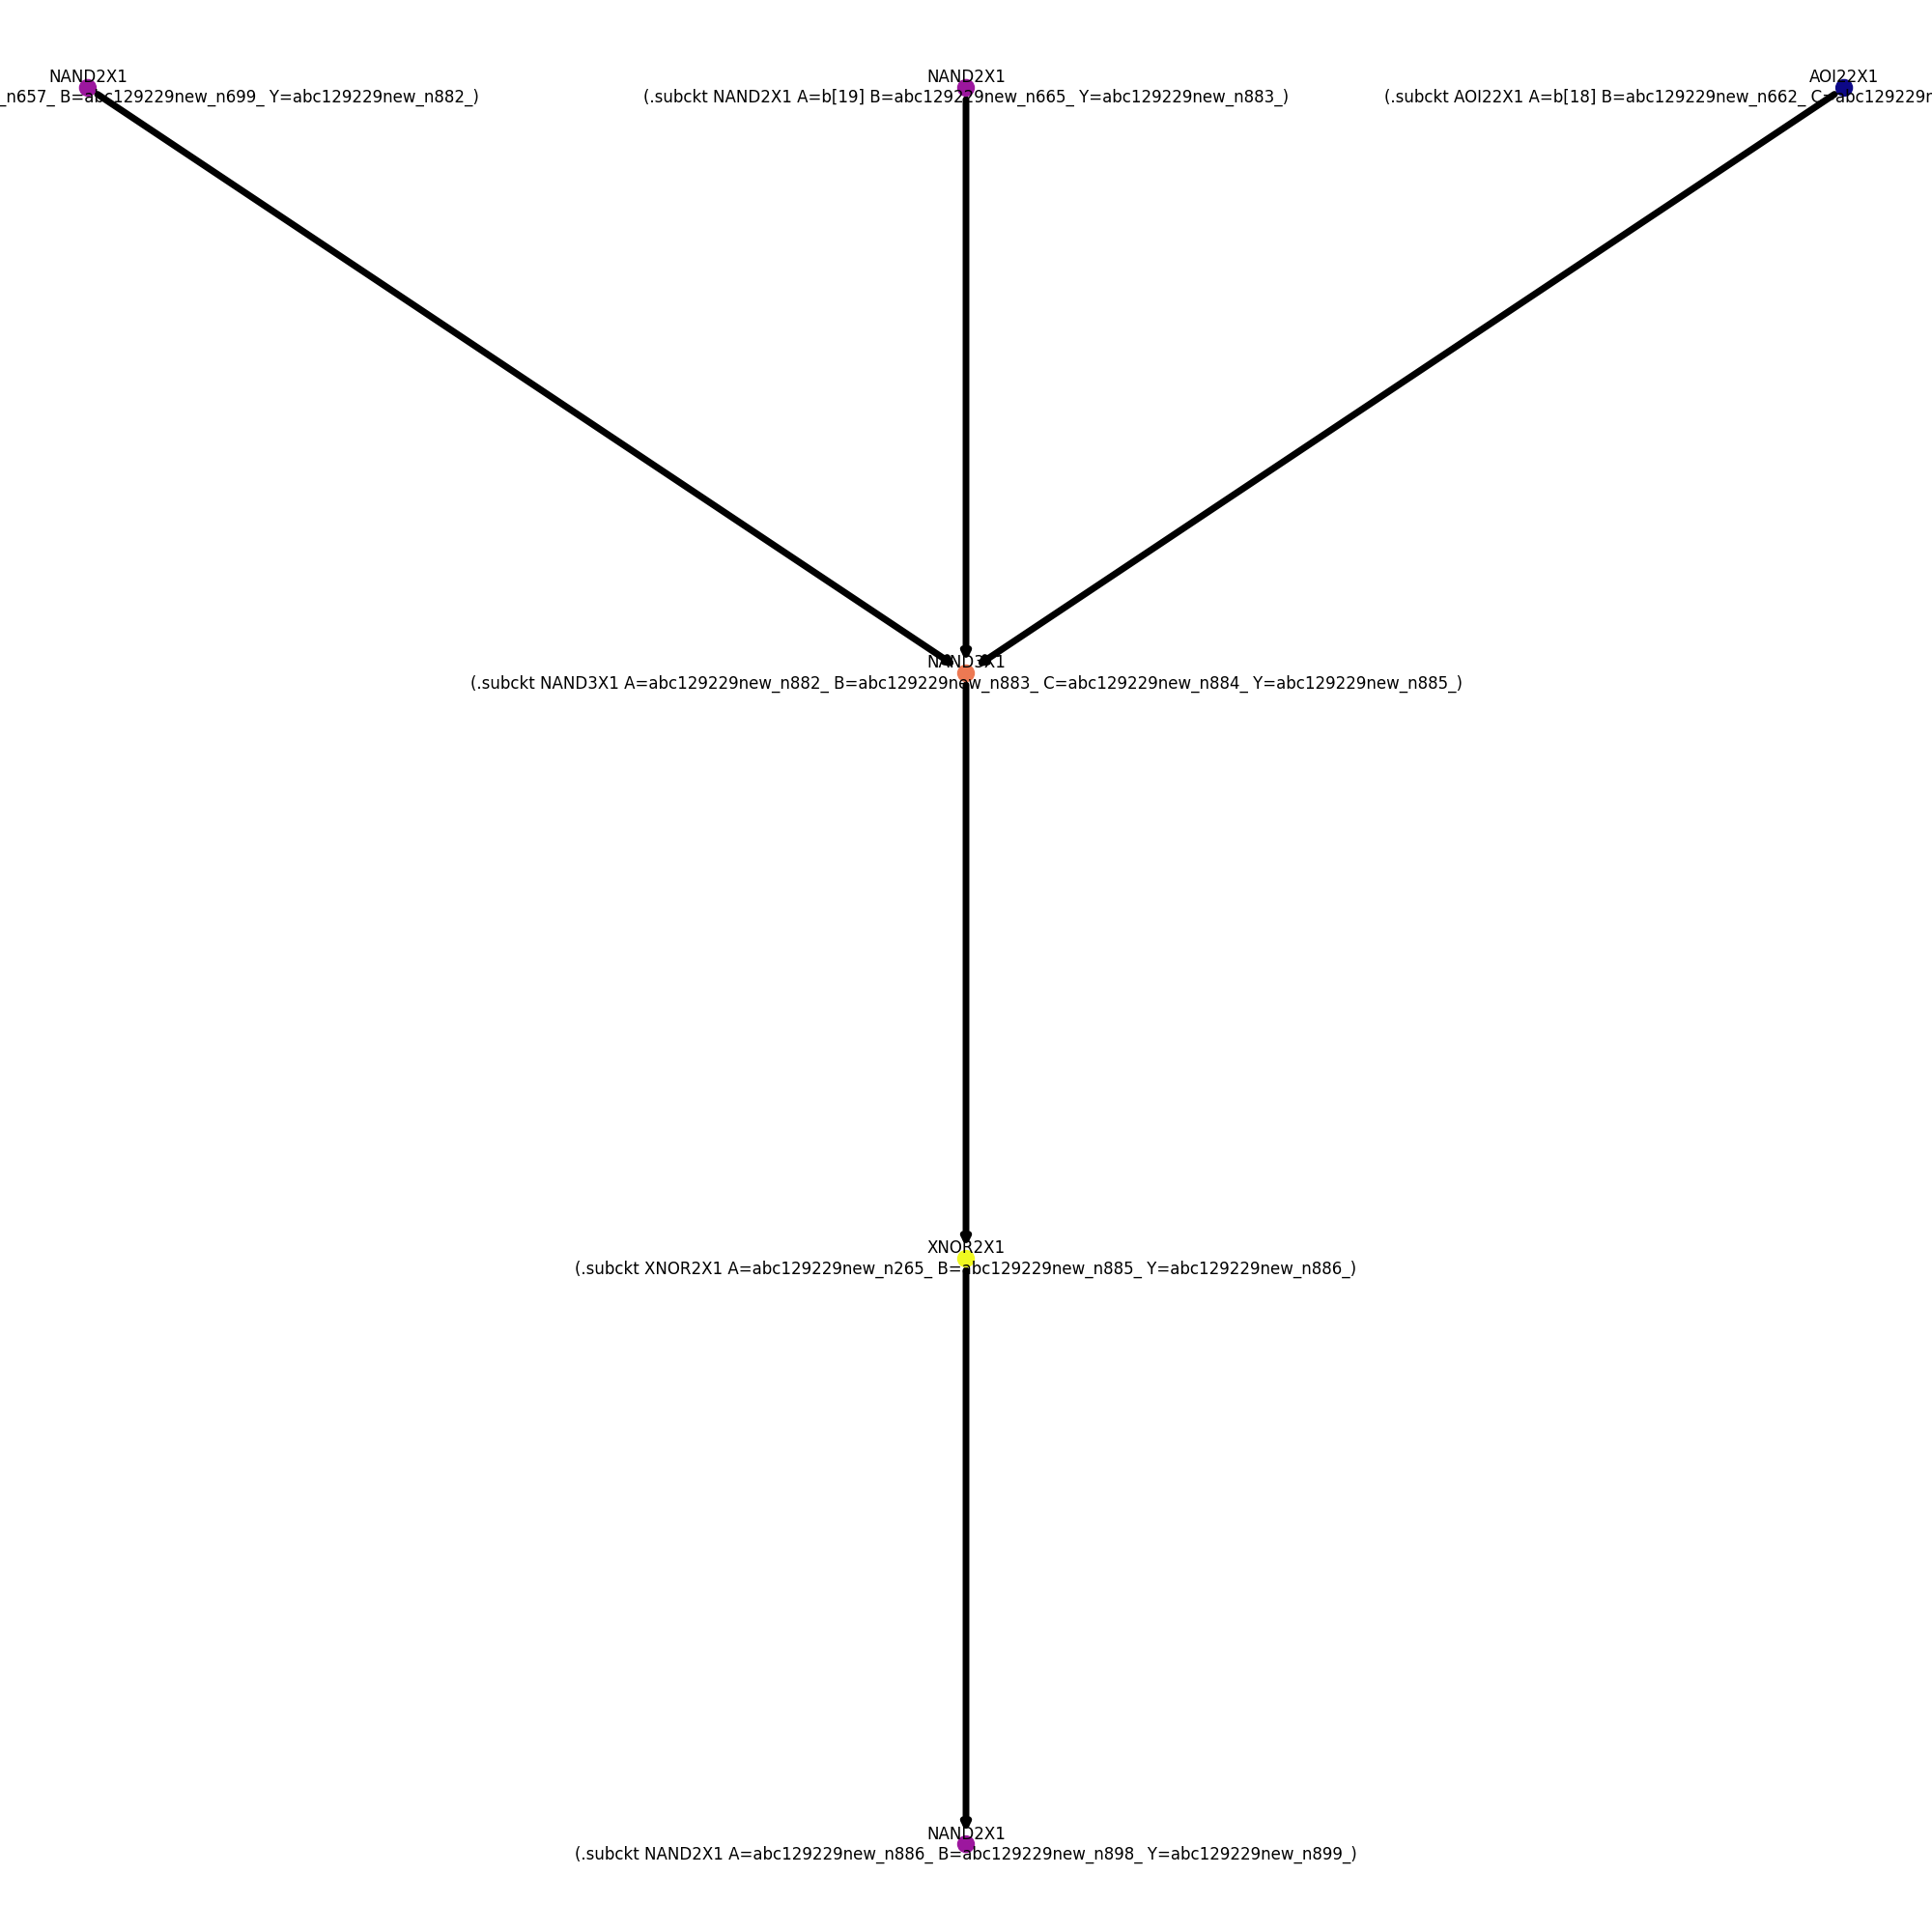 NAND2X1
_n657_ B=abc129229new_n699_ Y=abc129229new_n882_)
NAND2X1
(.subckt NAND2X1 A=b[19] B=abc129229new_n665_ Y=abc129229new_n883_)
AOI22X1
(.subckt AOI22X1 A=b[18] B=abc129229new_n662_ C=abc129229n
NAND3X1
(.subckt NAND3X1 A=abc129229new_n882_ B=abc129229new_n883_ C=abc129229new_n884_ Y=abc129229new_n885_)
XNOR2X1
(.subckt XNOR2X1 A=abc129229new_n265_ B=abc129229new_n885_ Y=abc129229new_n886_)
NAND2X1
(.subckt NAND2X1 A=abc129229new_n886_ B=abc129229new_n898_ Y=abc129229new_n899_)